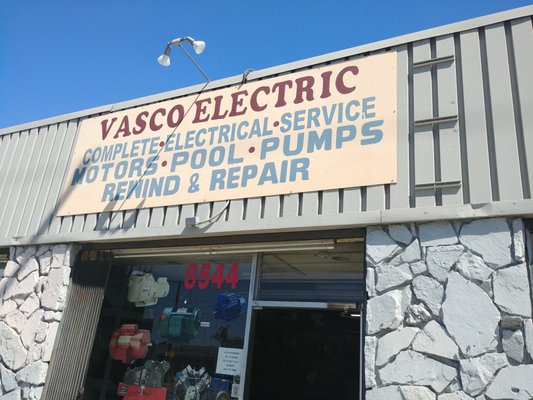 VASCO ELECTRIC
COMPLETE • ELECTRICAL • SERVICE
MOTORS • POOL • PUMPS
REWIND & REPAIR
8544